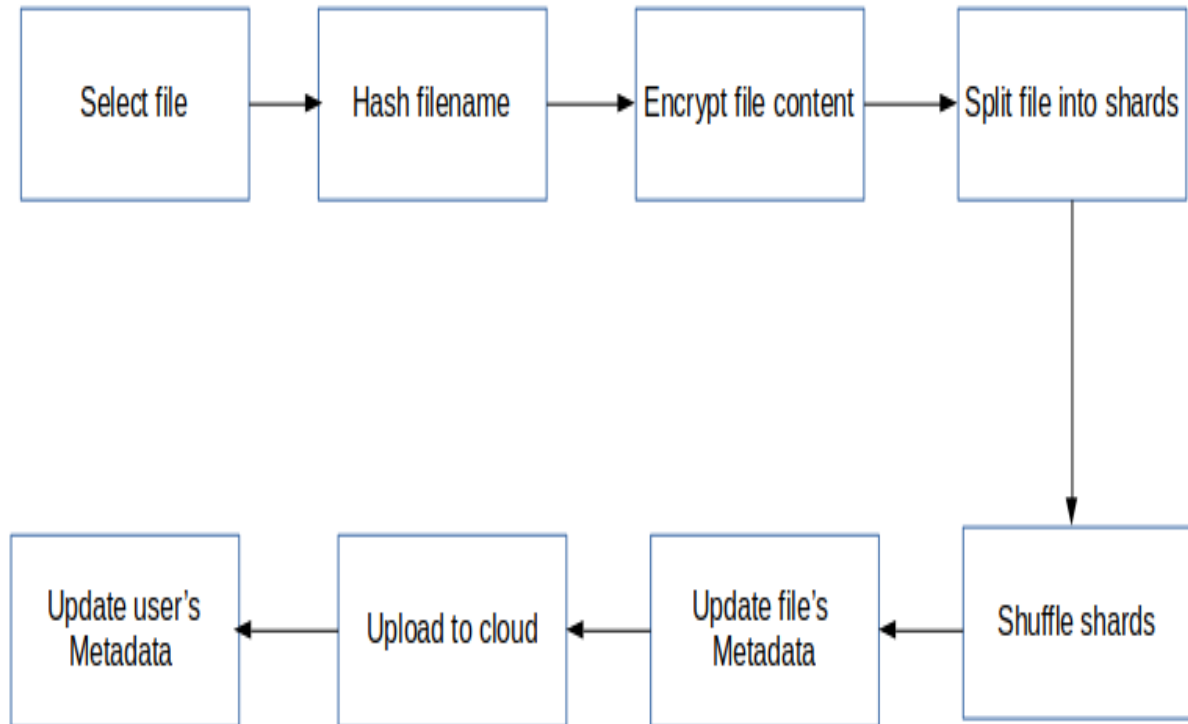 Select file
Hash filename
Encrypt file content
Split file into shards
Shuffle shards
Update file’s
Metadata
Upload to cloud
Update user’s
Metadata